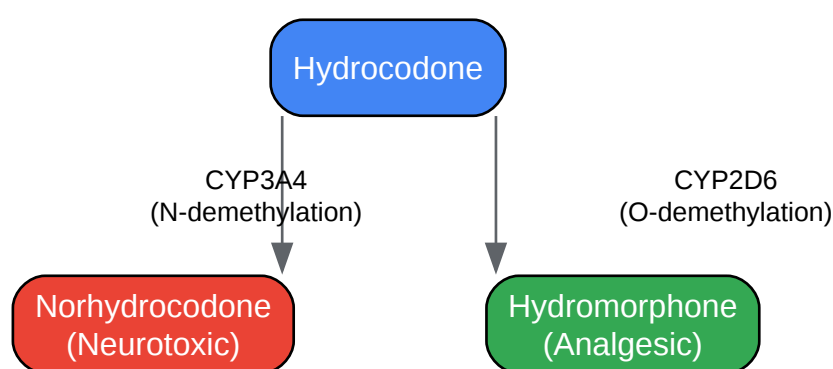 Hydrocodone
CYP3A4
(N-demethylation)
CYP2D6
(O-demethylation)
Norhydrocodone
(Neurotoxic)
Hydromorphone
(Analgesic)